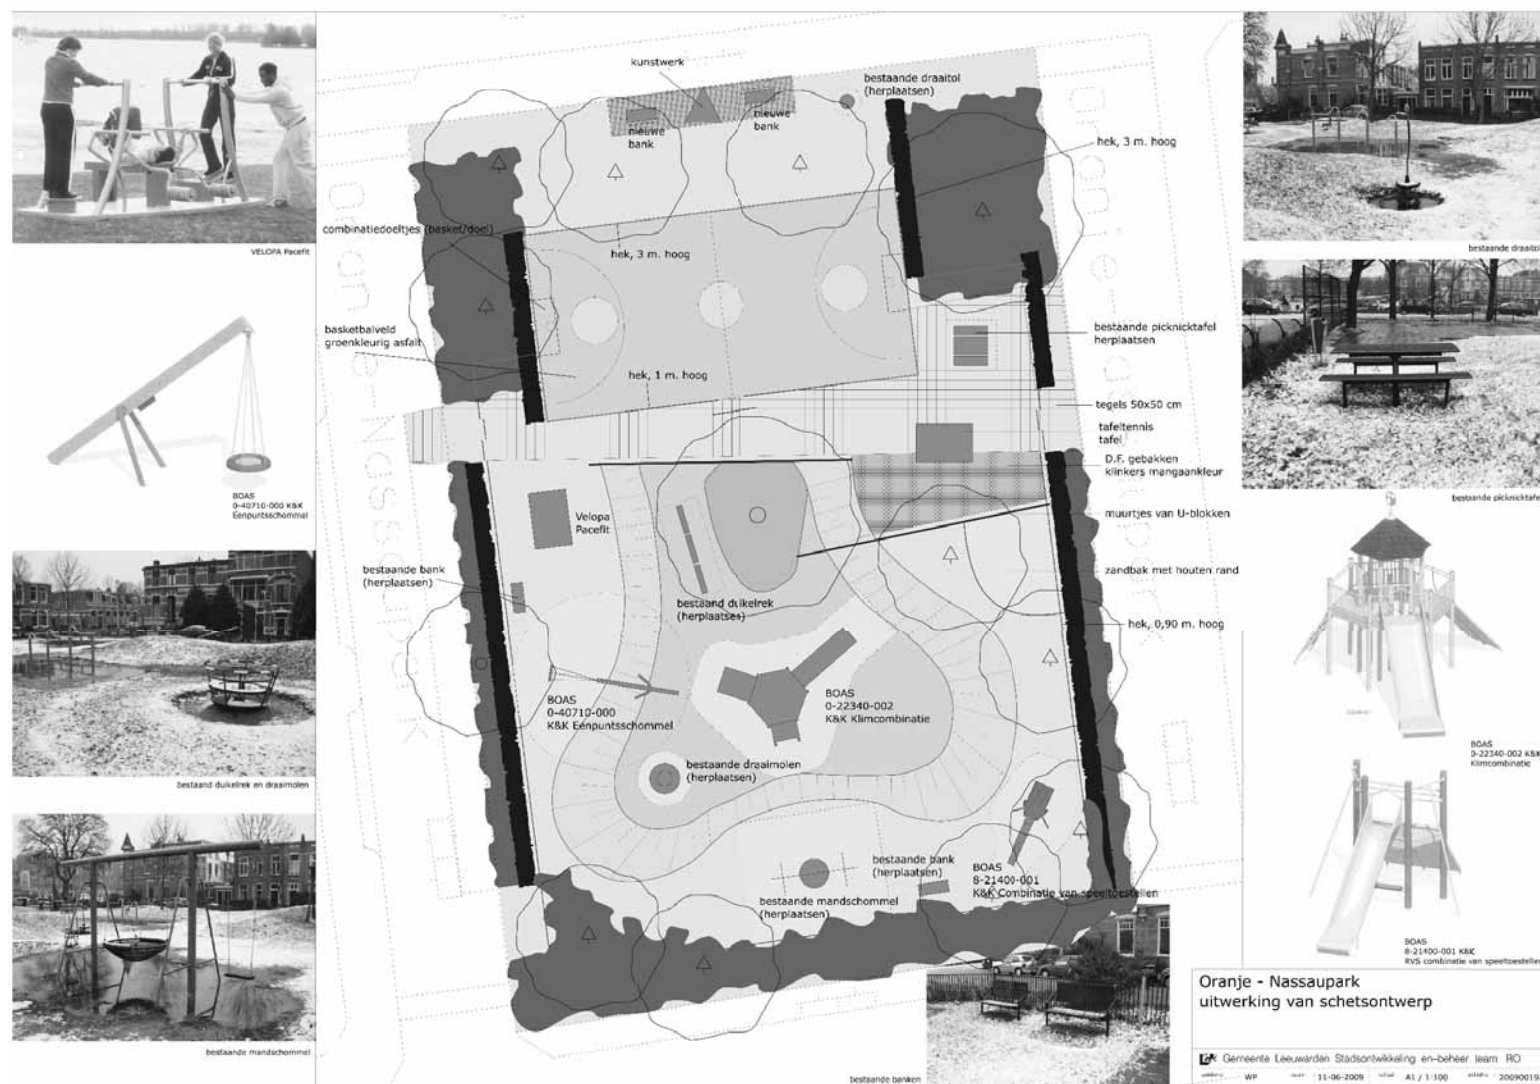 VELOPA Pacefit
BOAS
0-40710-000 K&K
Eenpuntsschommel
bestaand duikelrek en draaimolen
bestaande mandschommel
kunstwerk
nieuwe
bank
nieuwe
bank
bestaande draaitol
(herplaatsen)
hek, 3 m. hoog
combinatiedoeltjes (basket/doel)
hek, 3 m. hoog
basketbalveld
groenkleurig asfalt
hek, 1 m. hoog
bestaande picknicktafel
herplaatsen
tegels 50x50 cm
tafeltennis
tafel
D.F. gebakken
klinkers mangaankleur
muurtjes van U-blokken
Velopa
Pacefit
bestaande bank
(herplaatsen)
bestaand duikelrek
(herplaatsen)
zandbak met houten rand
hek, 0,90 m. hoog
BOAS
0-40710-000
K&K Eenpuntsschommel
BOAS
0-22340-002
K&K Klimcombinatie
bestaande draaimolen
(herplaatsen)
bestaande bank
(herplaatsen)
BOAS
8-21400-001
K&K Combinatie van speeltoestellen
bestaande mandschommel
(herplaatsen)
bestaande banken
bestaande draaitol
bestaande picknicktafel
BOAS
0-22340-002 K&K
Klimcombinatie
BOAS
8-21400-001 K&K
RVS combinatie van speeltoestellen
Oranje - Nassaupark
uitwerking van schetsontwerp
Gemeente Leeuwarden Stadsontwikkeling en-beheer team RO
WP
11-06-2009
A1 / 1:100